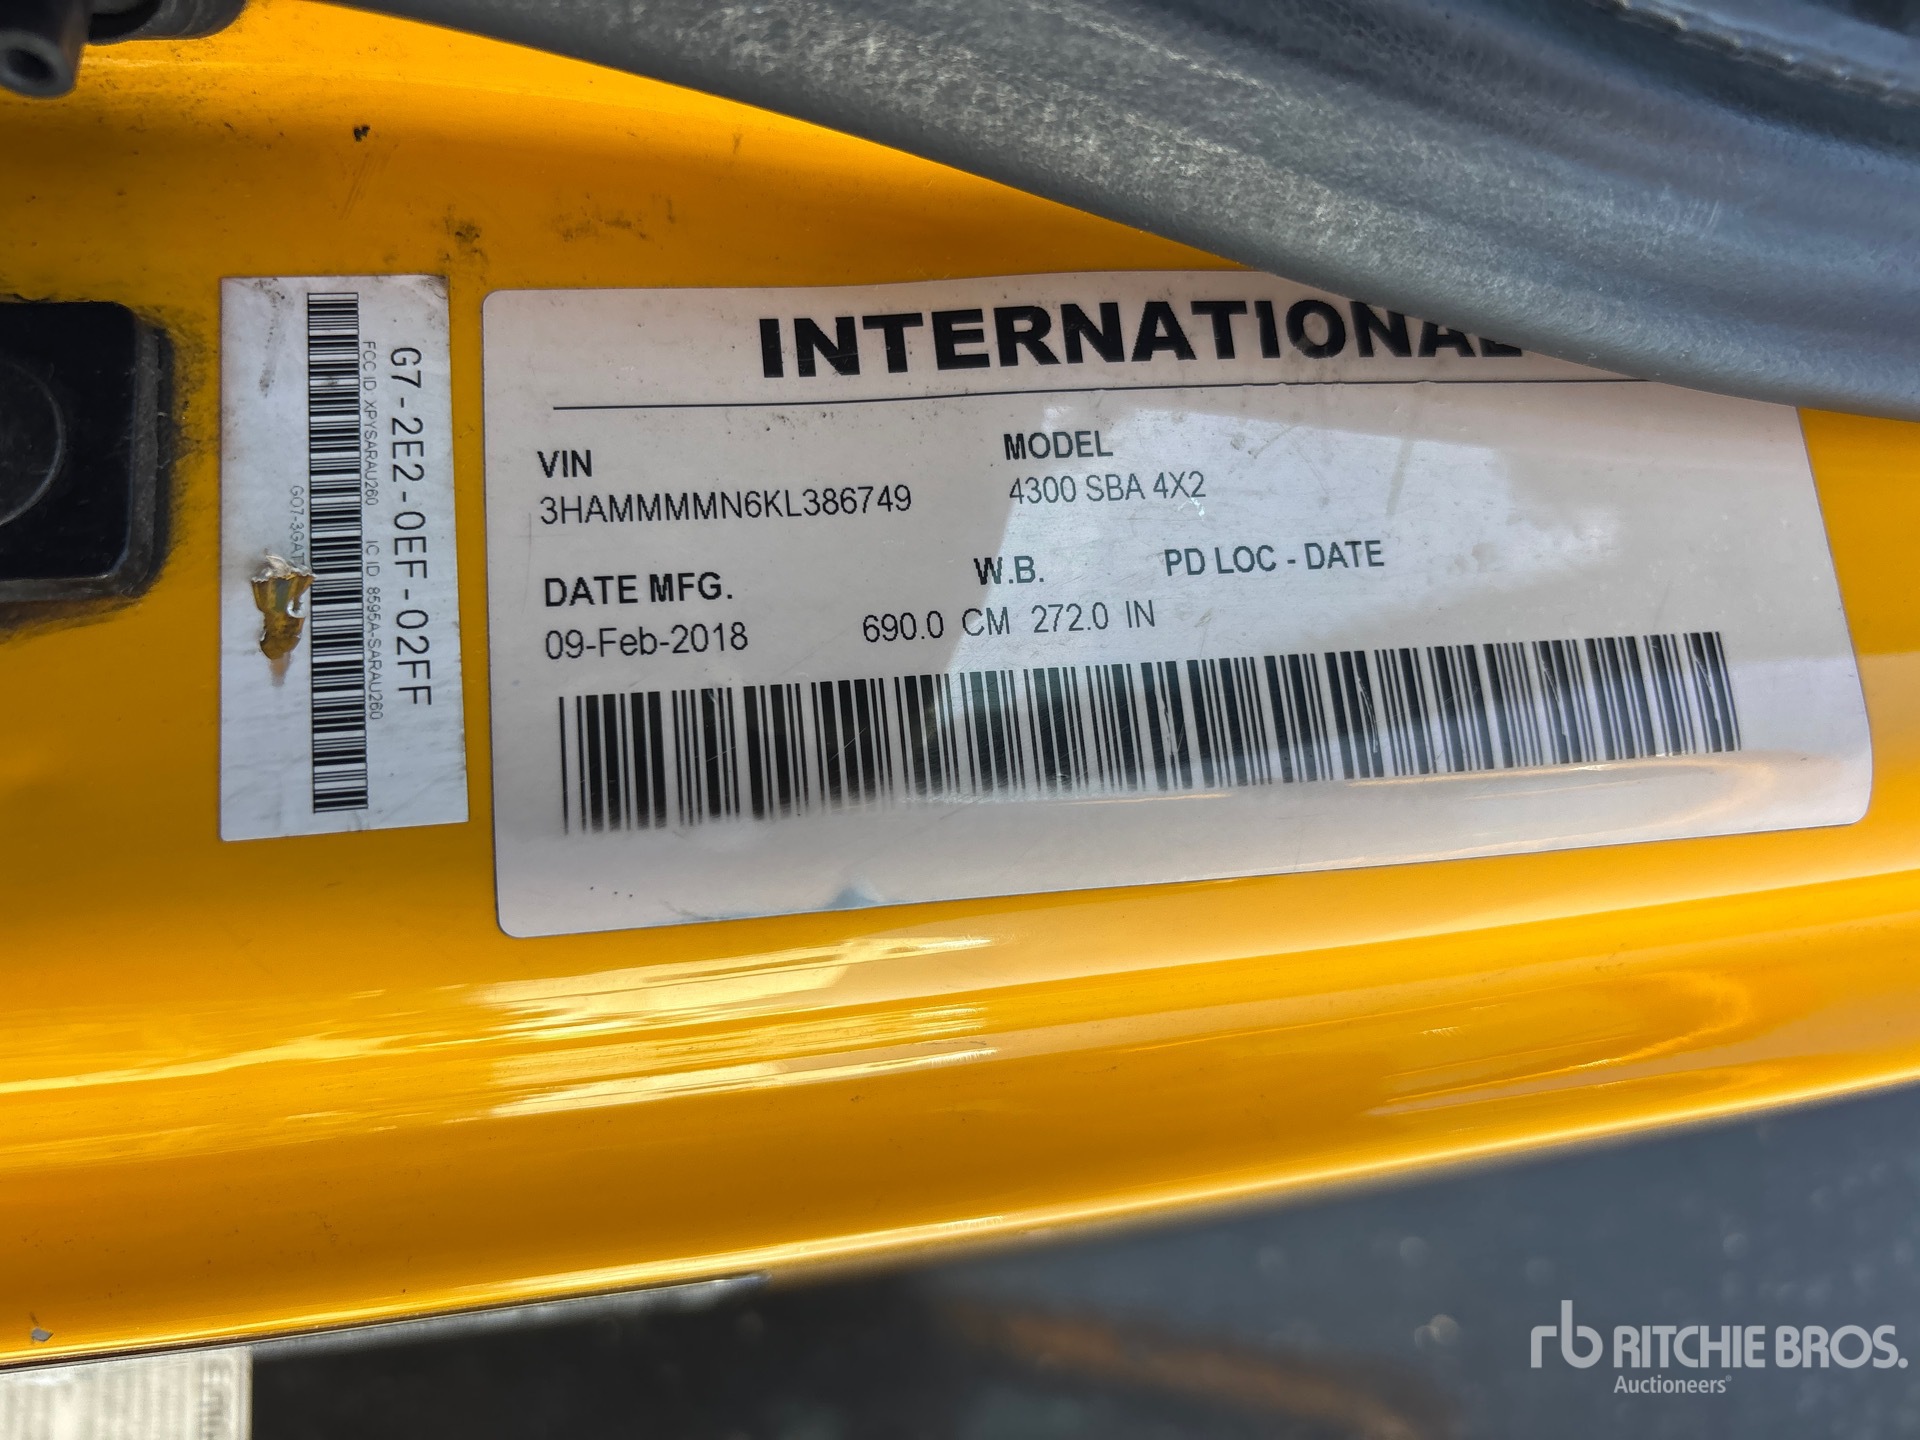 G7-2E2-0EF-02FF
FCC ID XPYSARAU260 IC ID 8595A-SARAU260
INTERNATIONAL
VIN
3HAMMMMN6KL386749
MODEL
4300 SBA 4X2
DATE MFG.
09-Feb-2018
W.B.
690.0 CM 272.0 IN
PD LOC - DATE
rb RITCHIE BROS.
Auctioneers